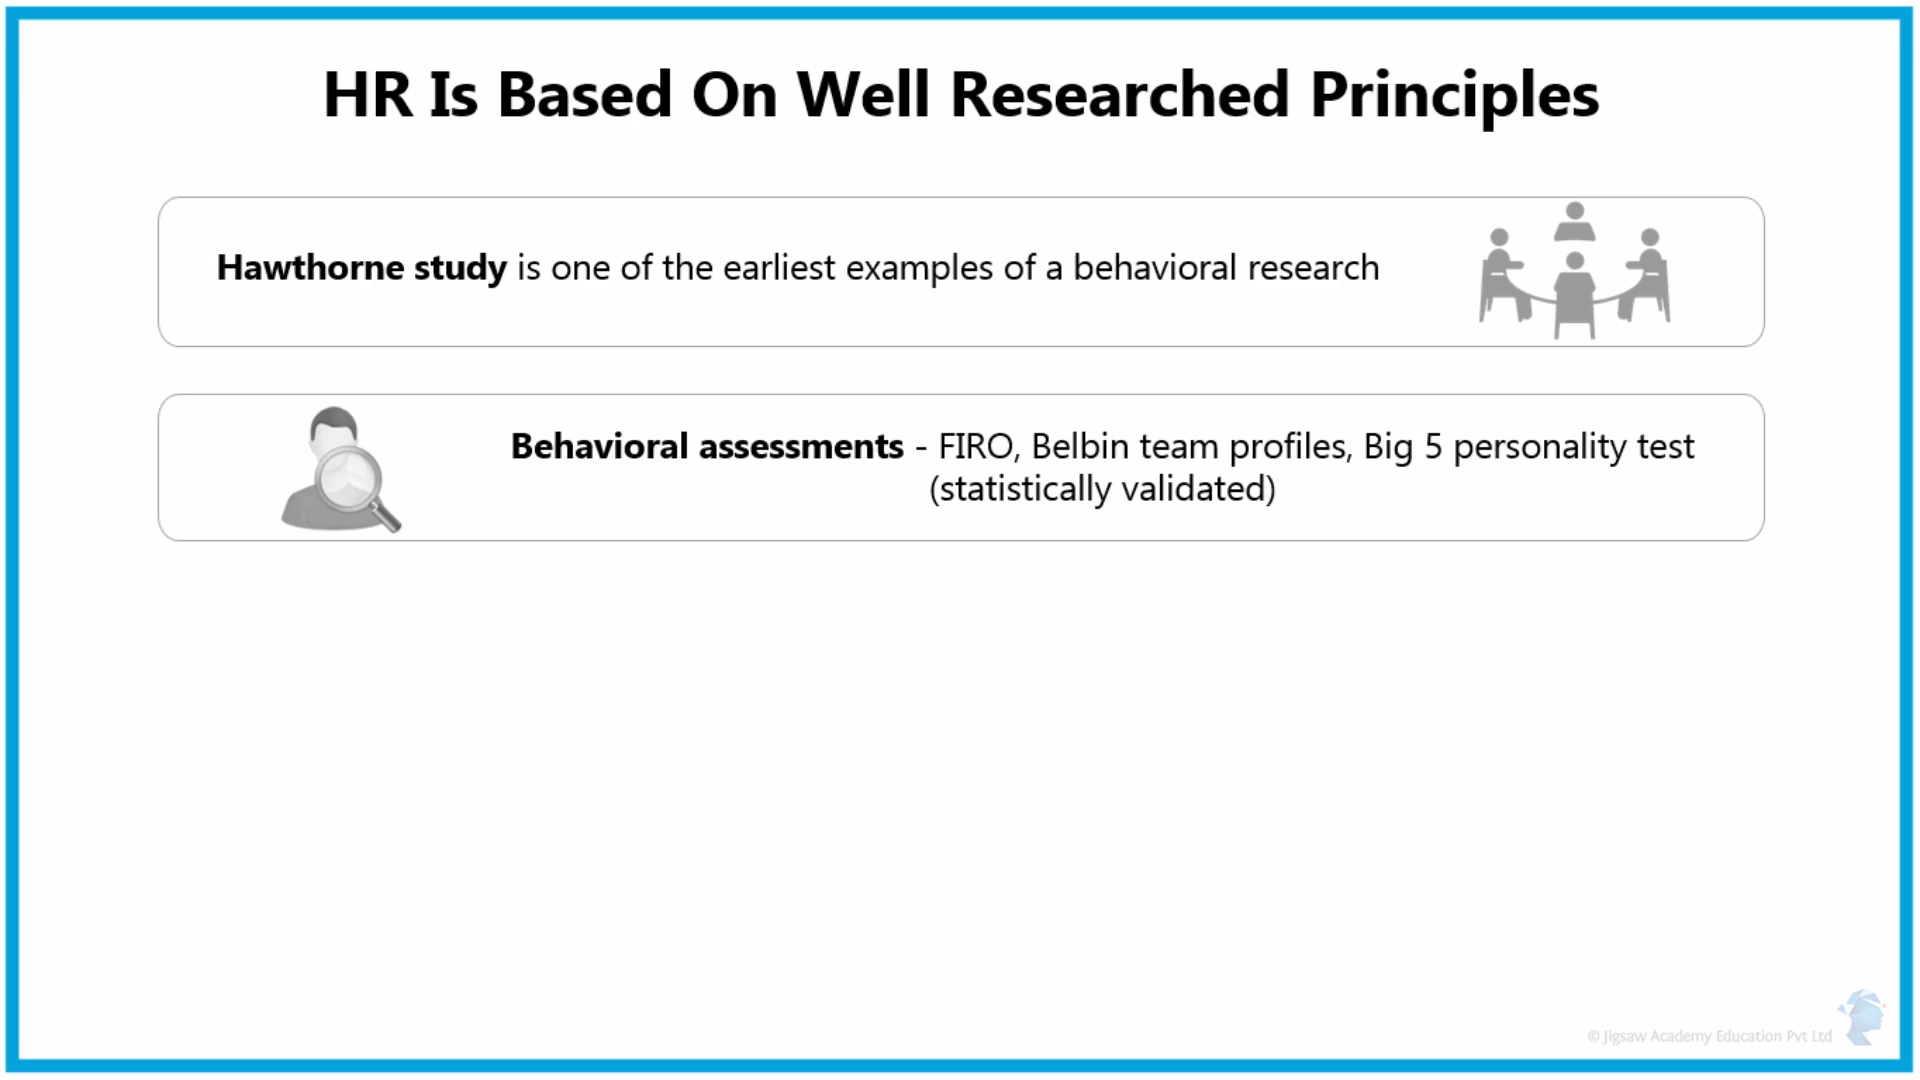 HR Is Based On Well Researched Principles
Hawthorne study is one of the earliest examples of a behavioral research
Behavioral assessments - FIRO, Belbin team profiles, Big 5 personality test
(statistically validated)
© Jigsaw Academy Education Pvt Ltd